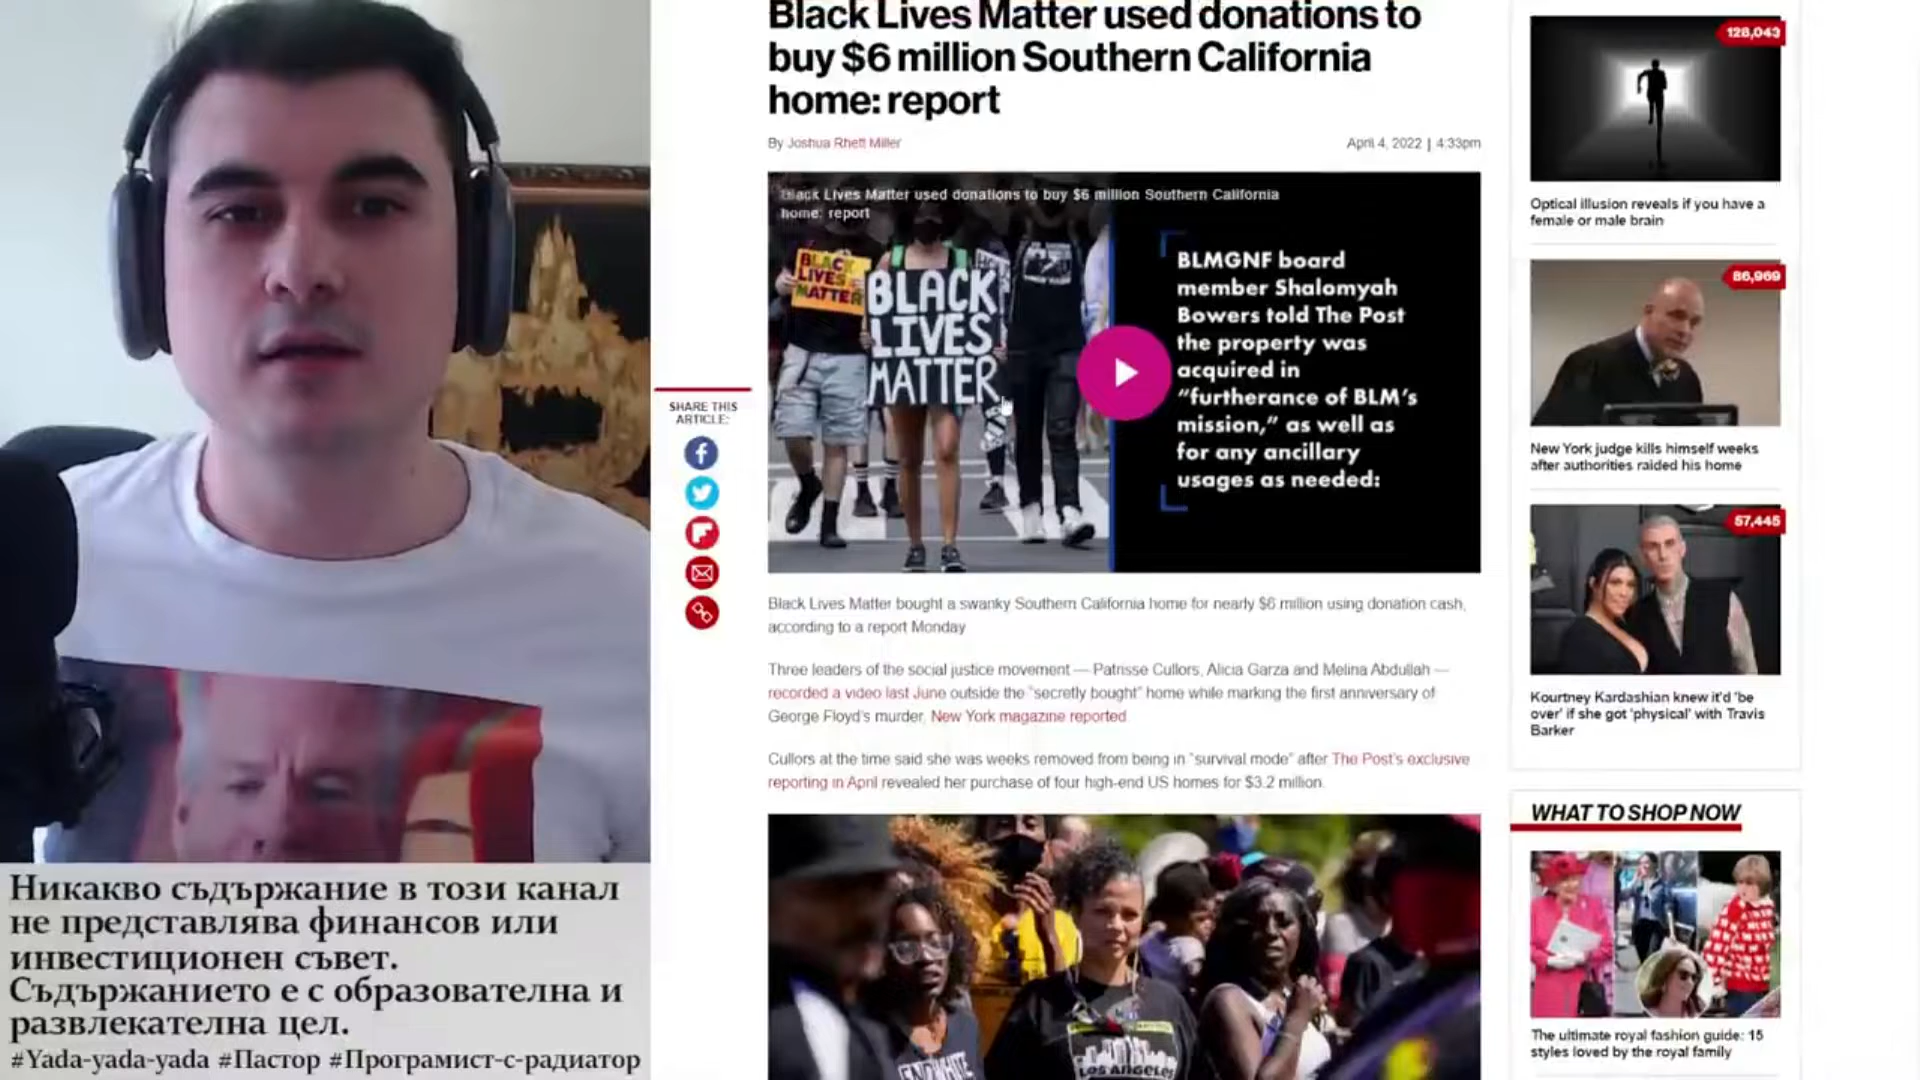 Black Lives Matter used donations to
buy $6 million Southern California
home: report
By Joshua Rhett Miller
April 4, 2022 | 4:33pm
Black Lives Matter used donations to buy $6 million Southern California
home: report
BLACK
LIVES
MATTER
BLACK
LIVES
MATTER
BLMGNF board
member Shalomyah
Bowers told The Post
the property was
acquired in
“furtherance of BLM’s
mission,” as well as
for any ancillary
usages as needed:
SHARE THIS
ARTICLE:
Black Lives Matter bought a swanky Southern California home for nearly $6 million using donation cash,
according to a report Monday
Three leaders of the social justice movement — Patrisse Cullors, Alicia Garza and Melina Abdullah —
recorded a video last June outside the “secretly bought” home while marking the first anniversary of
George Floyd’s murder, New York magazine reported.
Cullors at the time said she was weeks removed from being in “survival mode” after The Post’s exclusive
reporting in April revealed her purchase of four high-end US homes for $3.2 million.
LOS ANGELES
128,043
Optical illusion reveals if you have a
female or male brain
86,969
New York judge kills himself weeks
after authorities raided his home
57,445
Kourtney Kardashian knew it’d ‘be
over’ if she got ‘physical’ with Travis
Barker
WHAT TO SHOP NOW
The ultimate royal fashion guide: 15
styles loved by the royal family
Никакво съдържание в този канал
не представлява финансов или
инвестиционен съвет.
Съдържанието е с образователна и
развлекателна цел.
#Yada-yada-yada #Пастор #Програмист-с-радиатор